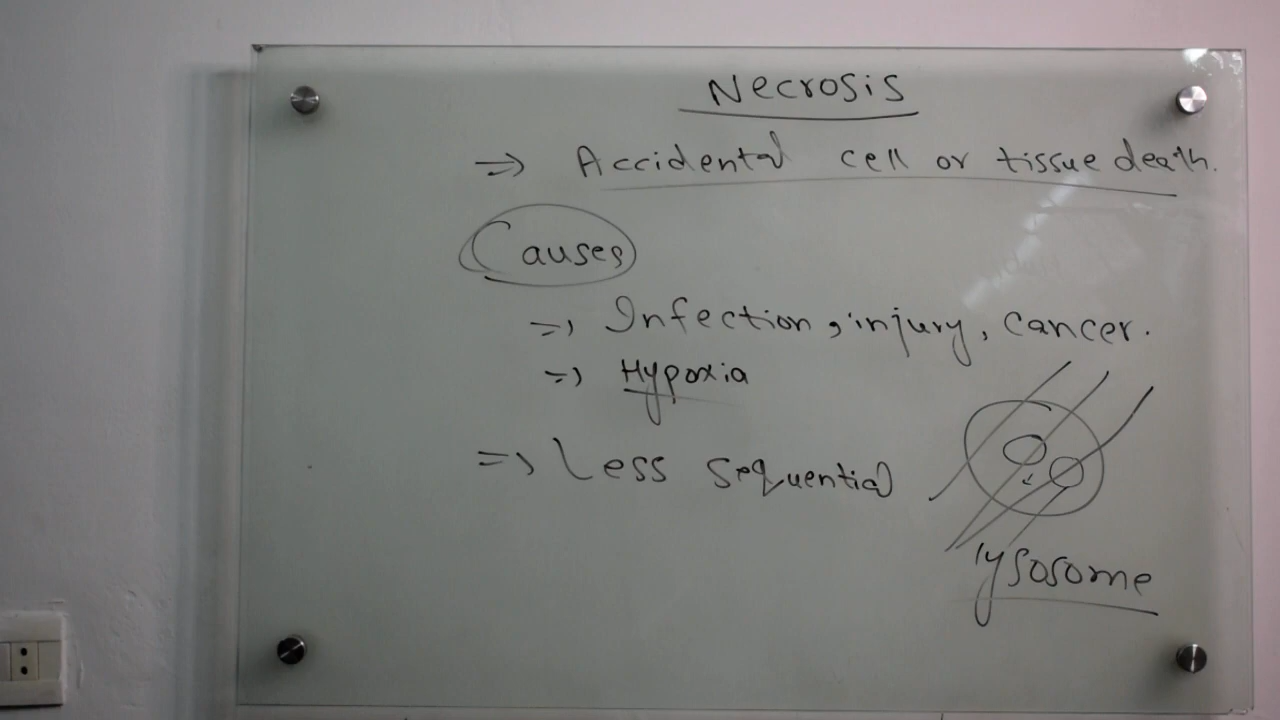 Necrosis
=> Accidental cell or tissue death.
Causes
=> Infection, injury, cancer.
=> Hypoxia
=> Less sequential
lysosome